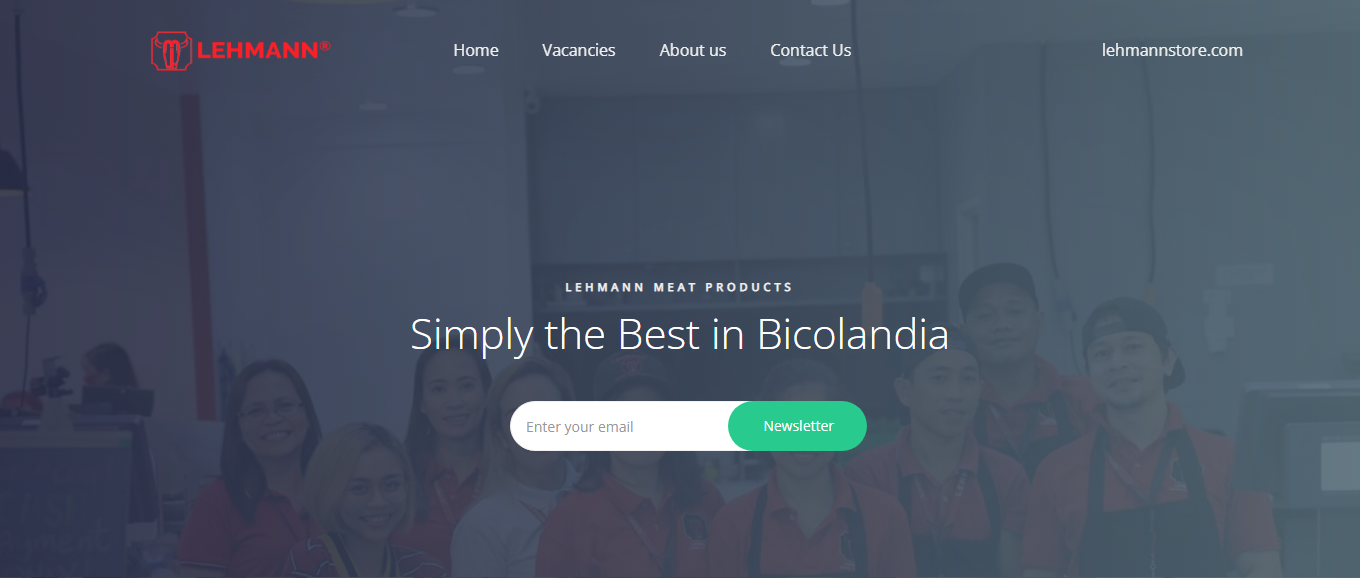 LEHMANN®
Home Vacancies About us Contact Us lehmannstore.com
LEHMANN MEAT PRODUCTS
Simply the Best in Bicolandia
Enter your email Newsletter